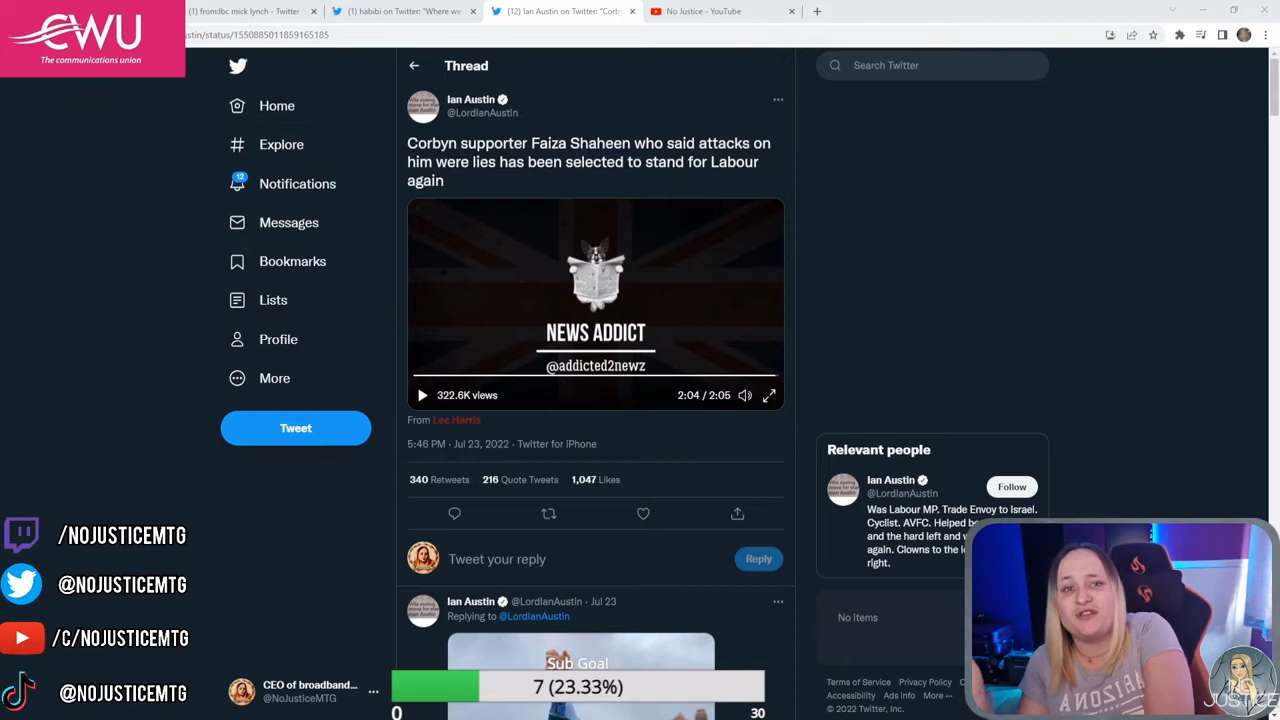 CWU
The communications union
(1) from:lbc mick lynch - Twitter
(1) habibi on Twitter: "Where we
(12) Ian Austin on Twitter: "Corb
No Justice - YouTube
stin/status/1550885011859165185
Home
Explore
12
Notifications
Messages
Bookmarks
Lists
Profile
More
Tweet
CEO of broadband...
@NoJusticeMTG
Thread
Ian Austin
@LordIanAustin
Corbyn supporter Faiza Shaheen who said attacks on
him were lies has been selected to stand for Labour
again
NEWS ADDICT
@addicted2newz
322.6K views
2:04 / 2:05
From Lee Harris
5:46 PM · Jul 23, 2022 · Twitter for iPhone
340 Retweets 216 Quote Tweets 1,047 Likes
Tweet your reply
Reply
Ian Austin @LordIanAustin · Jul 23
Replying to @LordIanAustin
Search Twitter
Relevant people
Ian Austin
@LordIanAustin
Follow
Was Labour MP. Trade Envoy to Israel.
Cyclist. AVFC. Helped be
and the hard left and w
again. Clowns to the le
right.
No Items
Terms of Service Privacy Policy C
Accessibility Ads info More
© 2022 Twitter, Inc.
/NOJUSTICEMTG
@NOJUSTICEMTG
/C/NOJUSTICEMTG
@NOJUSTICEMTG
Sub Goal
7 (23.33%)
0
30
ARIZONA
JUSTICE